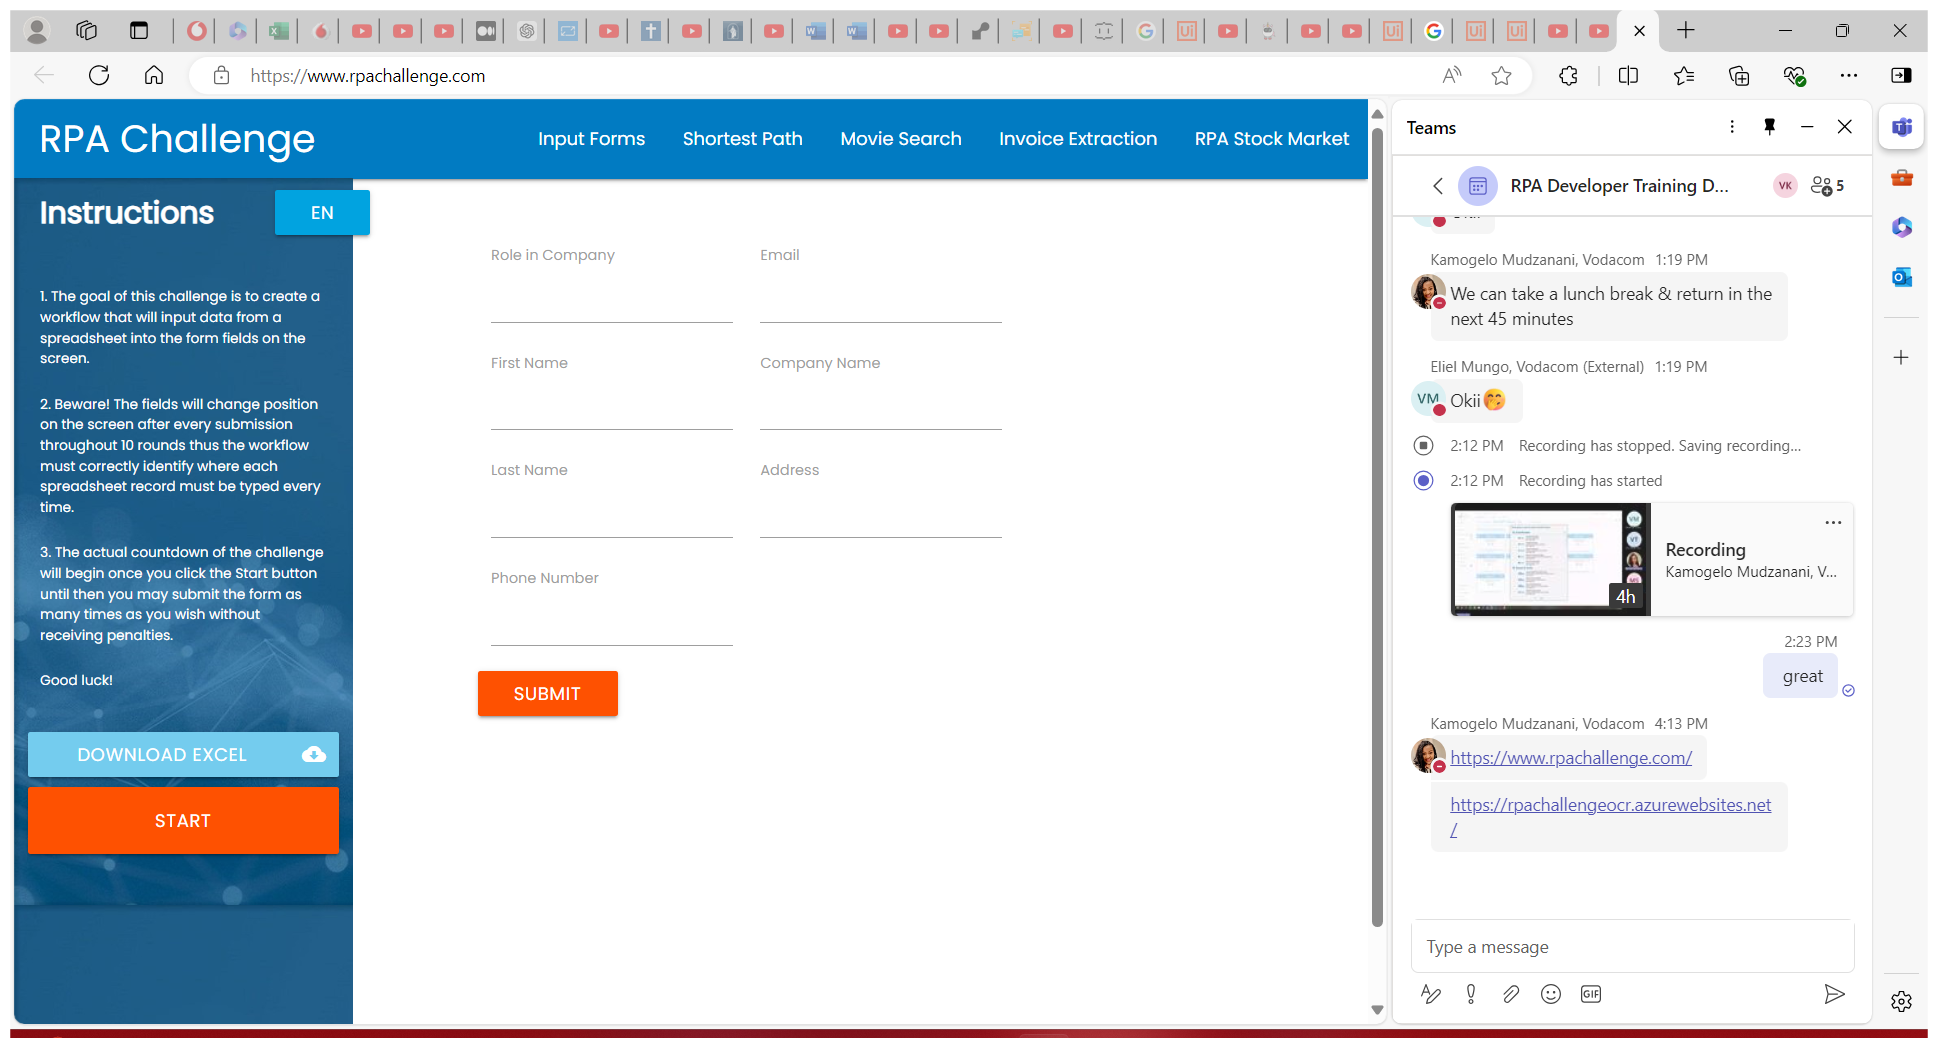 https://www.rpachallenge.com
RPA Challenge
Input Forms
Shortest Path
Movie Search
Invoice Extraction
RPA Stock Market
Instructions
EN
1. The goal of this challenge is to create a
workflow that will input data from a
spreadsheet into the form fields on the
screen.
2. Beware! The fields will change position
on the screen after every submission
throughout 10 rounds thus the workflow
must correctly identify where each
spreadsheet record must be typed every
time.
3. The actual countdown of the challenge
will begin once you click the Start button
until then you may submit the form as
many times as you wish without
receiving penalties.
Good luck!
DOWNLOAD EXCEL
START
Role in Company
Email
First Name
Company Name
Last Name
Address
Phone Number
SUBMIT
Teams
RPA Developer Training D...
VK
5
Kamogelo Mudzanani, Vodacom 1:19 PM
We can take a lunch break & return in the
next 45 minutes
Eliel Mungo, Vodacom (External) 1:19 PM
VM
Okii
2:12 PM Recording has stopped. Saving recording...
2:12 PM Recording has started
Recording
Kamogelo Mudzanani, V...
4h
2:23 PM
great
Kamogelo Mudzanani, Vodacom 4:13 PM
https://www.rpachallenge.com/
https://rpachallengeocr.azurewebsites.net
/
Type a message
GIF